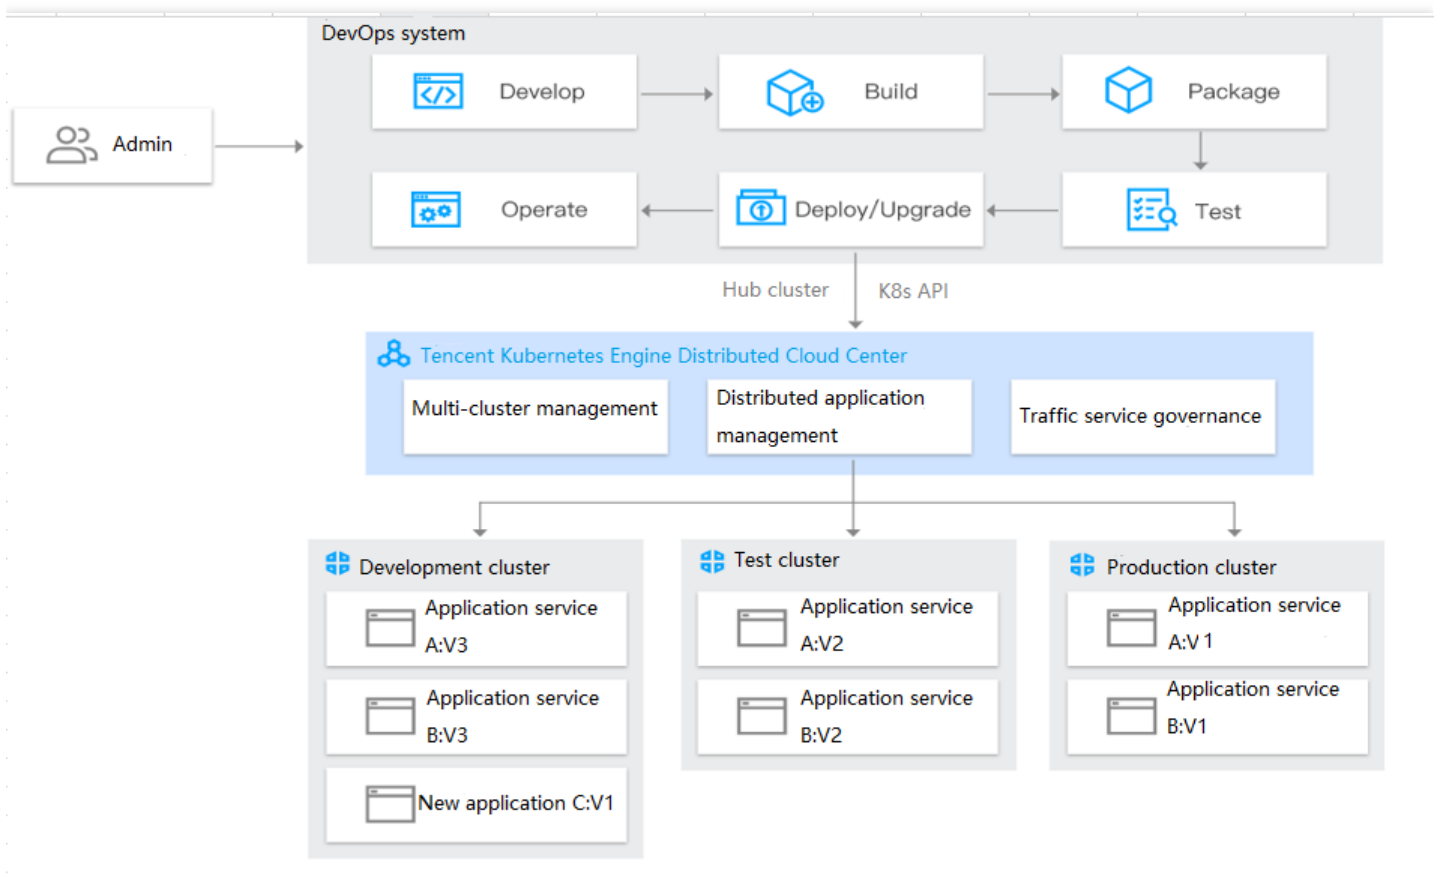 DevOps system
Develop
Build
Package
Admin
Operate
Deploy/Upgrade
Test
Hub cluster
K8s API
Tencent Kubernetes Engine Distributed Cloud Center
Multi-cluster management
Distributed application
management
Traffic service governance
Development cluster
Application service
A:V3
Application service
B:V3
New application C:V1
Test cluster
Application service
A:V2
Application service
B:V2
Production cluster
Application service
A:V1
Application service
B:V1